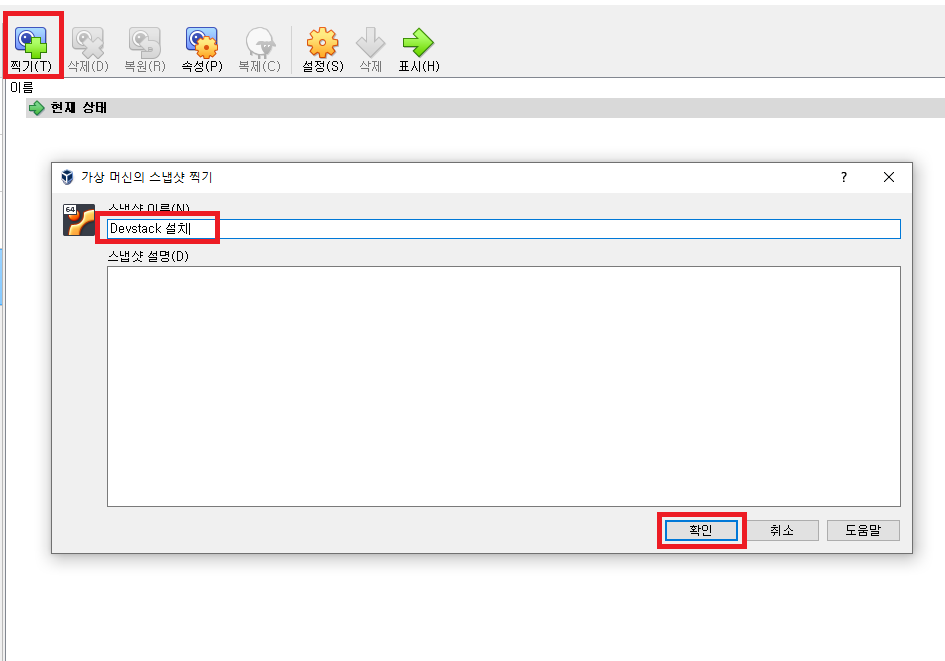 찍기(T) 삭제(D) 복원(R) 속성(P) 복제(C) 설정(S) 삭제 표시(H)
이름
현재 상태
가상 머신의 스냅샷 찍기 ?
64 스냅샷 이름(N)
Devstack 설치
스냅샷 설명(D)
확인 취소 도움말